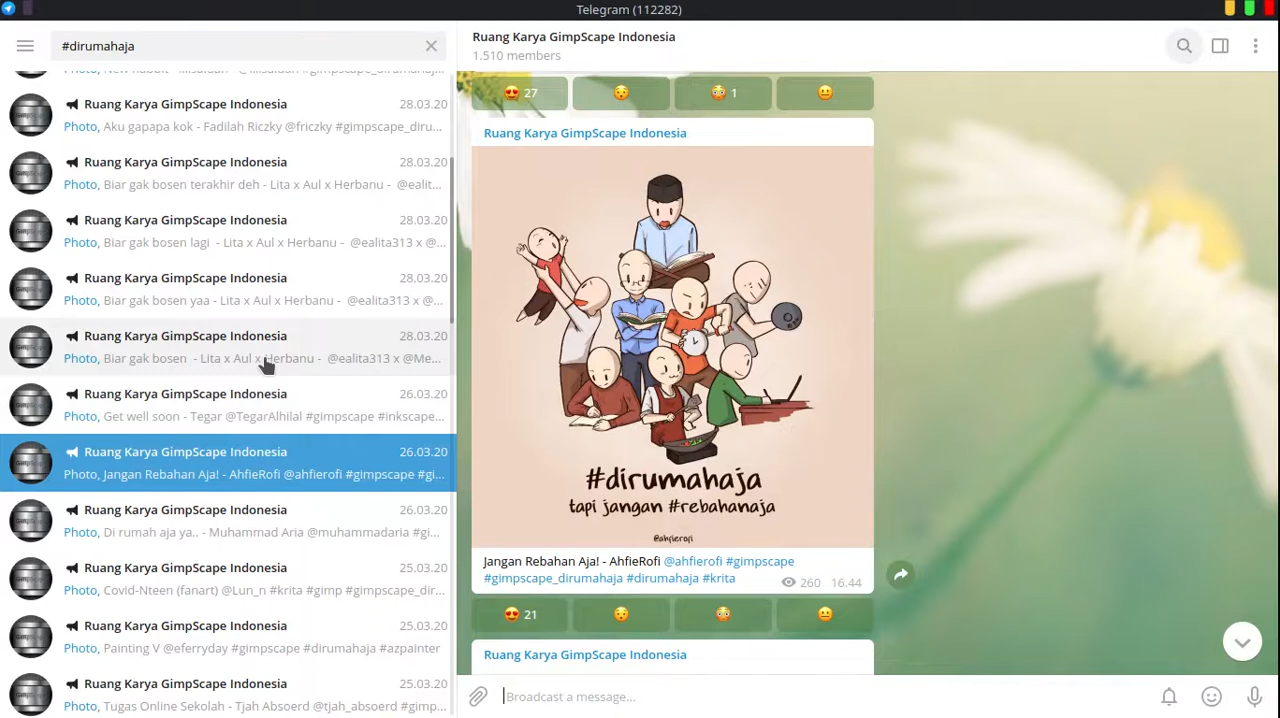 Telegram (112282)
#dirumahaja
Photo, New Rabbit
Ruang Karya GimpScape Indonesia 28.03.20
Photo, Aku gapapa kok - Fadilah Riczky @friczky #gimpscape_diru...
Ruang Karya GimpScape Indonesia 28.03.20
Photo, Biar gak bosen terakhir deh - Lita x Aul x Herbanu - @ealit...
Ruang Karya GimpScape Indonesia 28.03.20
Photo, Biar gak bosen lagi - Lita x Aul x Herbanu - @ealita313 x @...
Ruang Karya GimpScape Indonesia 28.03.20
Photo, Biar gak bosen yaa - Lita x Aul x Herbanu - @ealita313 x @...
Ruang Karya GimpScape Indonesia 28.03.20
Photo, Biar gak bosen - Lita x Aul x Herbanu - @ealita313 x @Me...
Ruang Karya GimpScape Indonesia 26.03.20
Photo, Get well soon - Tegar @TegarAlhilal #gimpscape #inkscape...
Ruang Karya GimpScape Indonesia 26.03.20
Photo, Jangan Rebahan Aja! - AhfieRofi @ahfierofi #gimpscape #gi...
Ruang Karya GimpScape Indonesia 26.03.20
Photo, Di rumah aja ya.. - Muhammad Aria @muhammadaria #gi...
Ruang Karya GimpScape Indonesia 25.03.20
Photo, Covid-Nteen (fanart) @Lun_n #krita #gimp #gimpscape_dir...
Ruang Karya GimpScape Indonesia 25.03.20
Photo, Painting V @eferryday #gimpscape #dirumahaja #azpainter
Ruang Karya GimpScape Indonesia 25.03.20
Photo, Tugas Online Sekolah - Tjah Absoerd @tjah_absoerd #gimp...
Ruang Karya GimpScape Indonesia
1.510 members
27 1
Ruang Karya GimpScape Indonesia
#dirumahaja
tapi jangan #rebahanaja
@ahfierofi
Jangan Rebahan Aja! - AhfieRofi @ahfierofi #gimpscape
#gimpscape_dirumahaja #dirumahaja #krita 260 16.44
21
Ruang Karya GimpScape Indonesia
Broadcast a message...